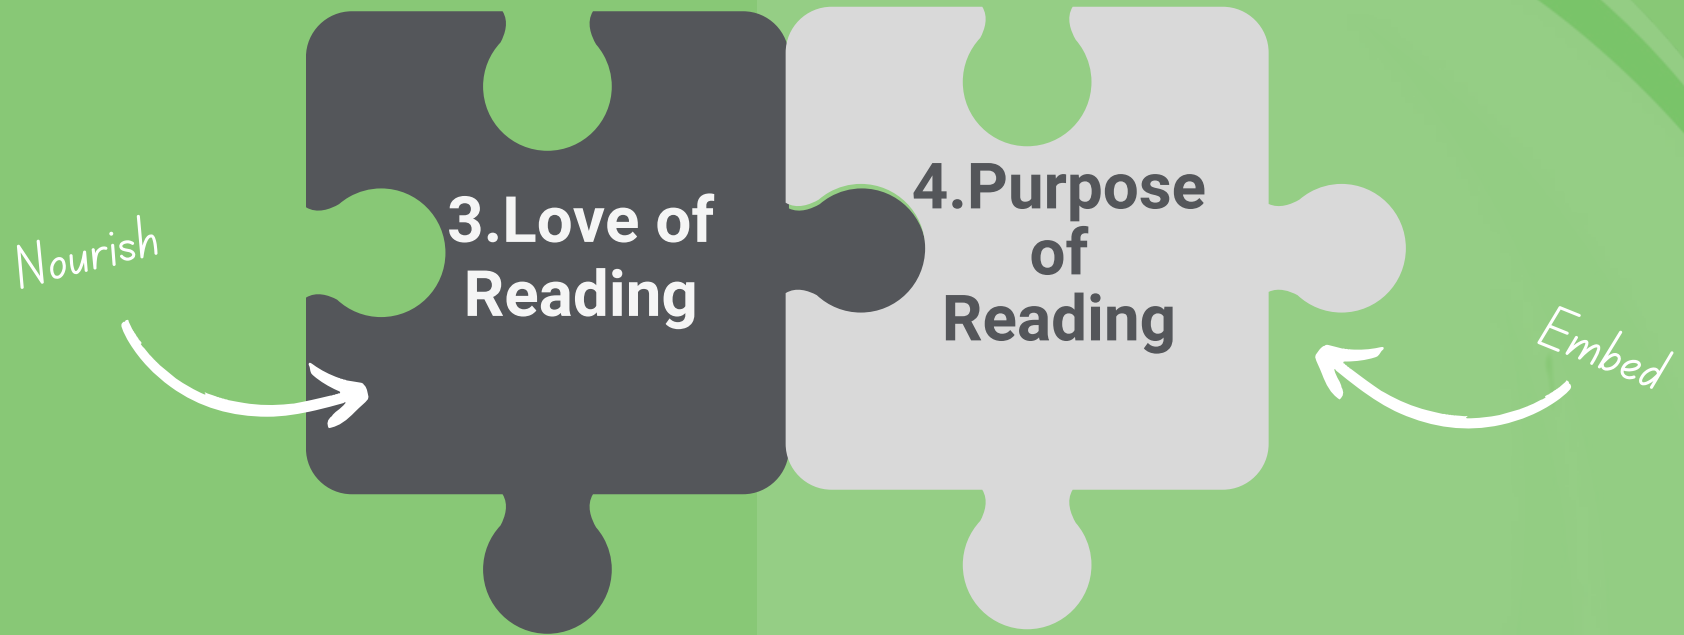 Nourish
3.Love of
Reading
4.Purpose
of
Reading
Embed